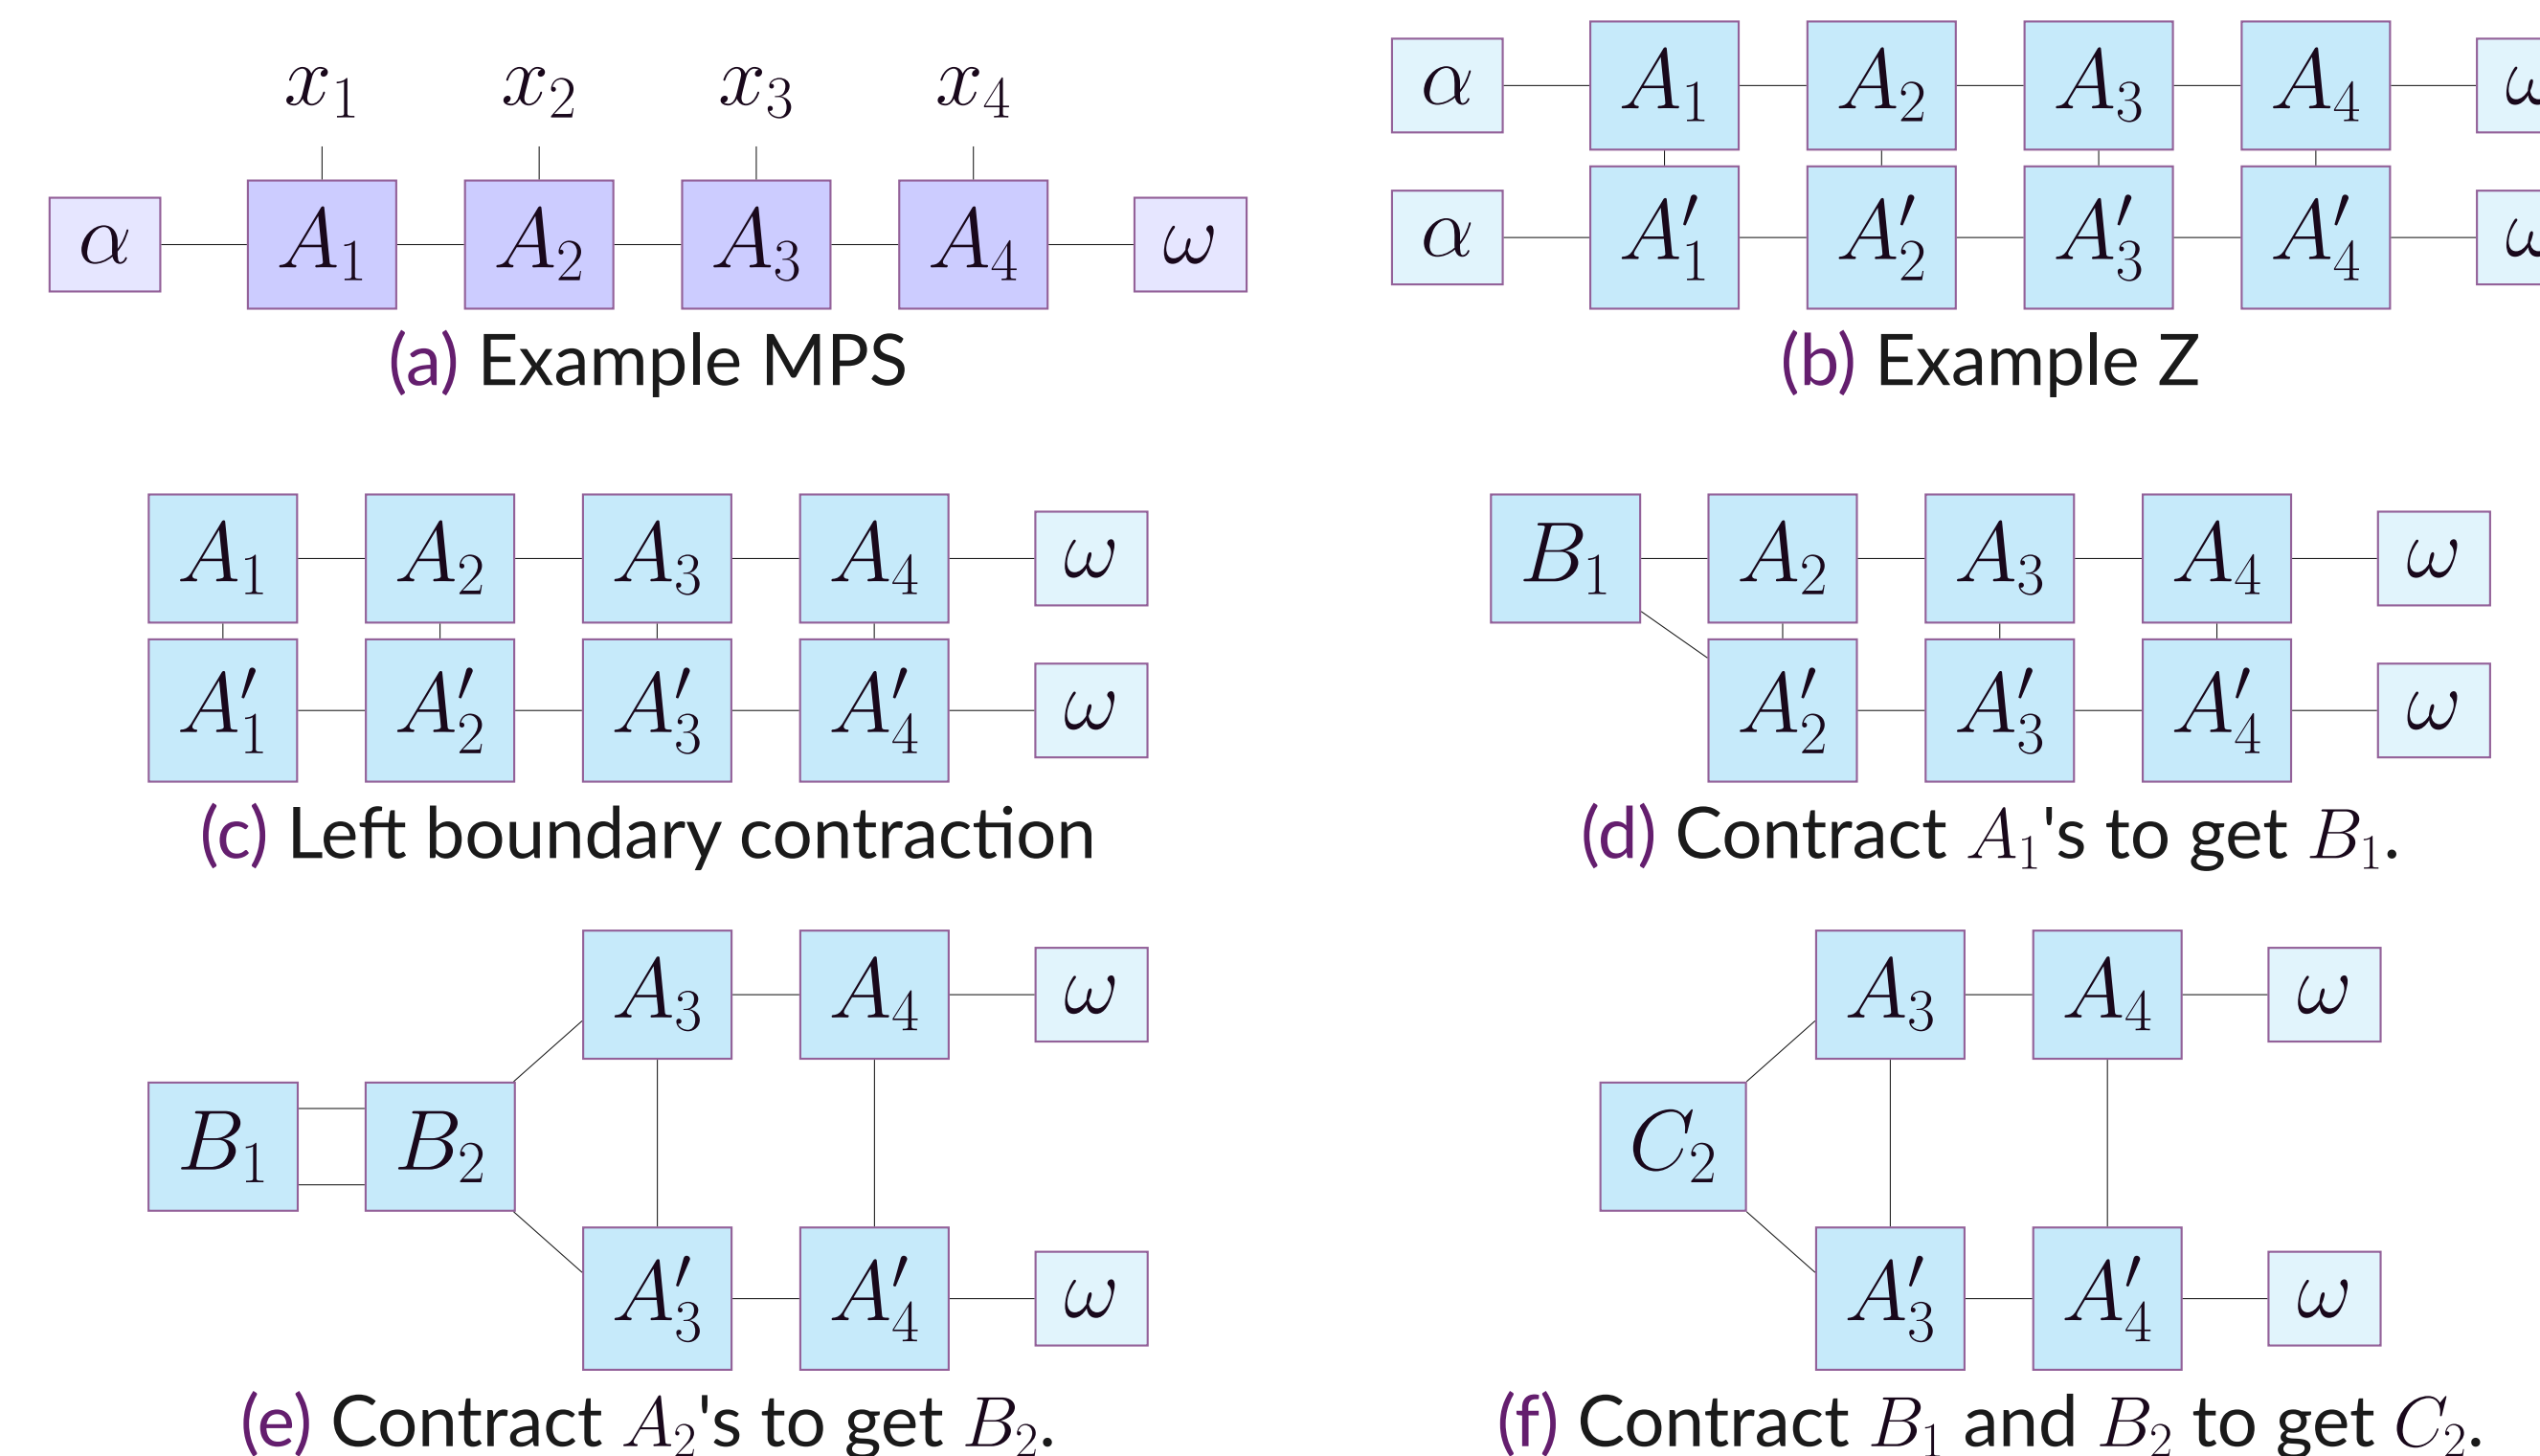 x₁ x₂ x₃ x₄
α A₁ A₂ A₃ A₄ ω
(a) Example MPS
α A₁ A₂ A₃ A₄ ω
α A′₁ A′₂ A′₃ A′₄ ω
(b) Example Z
A₁ A₂ A₃ A₄ ω
A′₁ A′₂ A′₃ A′₄ ω
(c) Left boundary contraction
B₁ A₂ A₃ A₄ ω
A′₂ A′₃ A′₄ ω
(d) Contract A₁'s to get B₁.
A₃ A₄ ω
B₁ B₂
A′₃ A′₄ ω
(e) Contract A₂'s to get B₂.
A₃ A₄ ω
C₂
A′₃ A′₄ ω
(f) Contract B₁ and B₂ to get C₂.